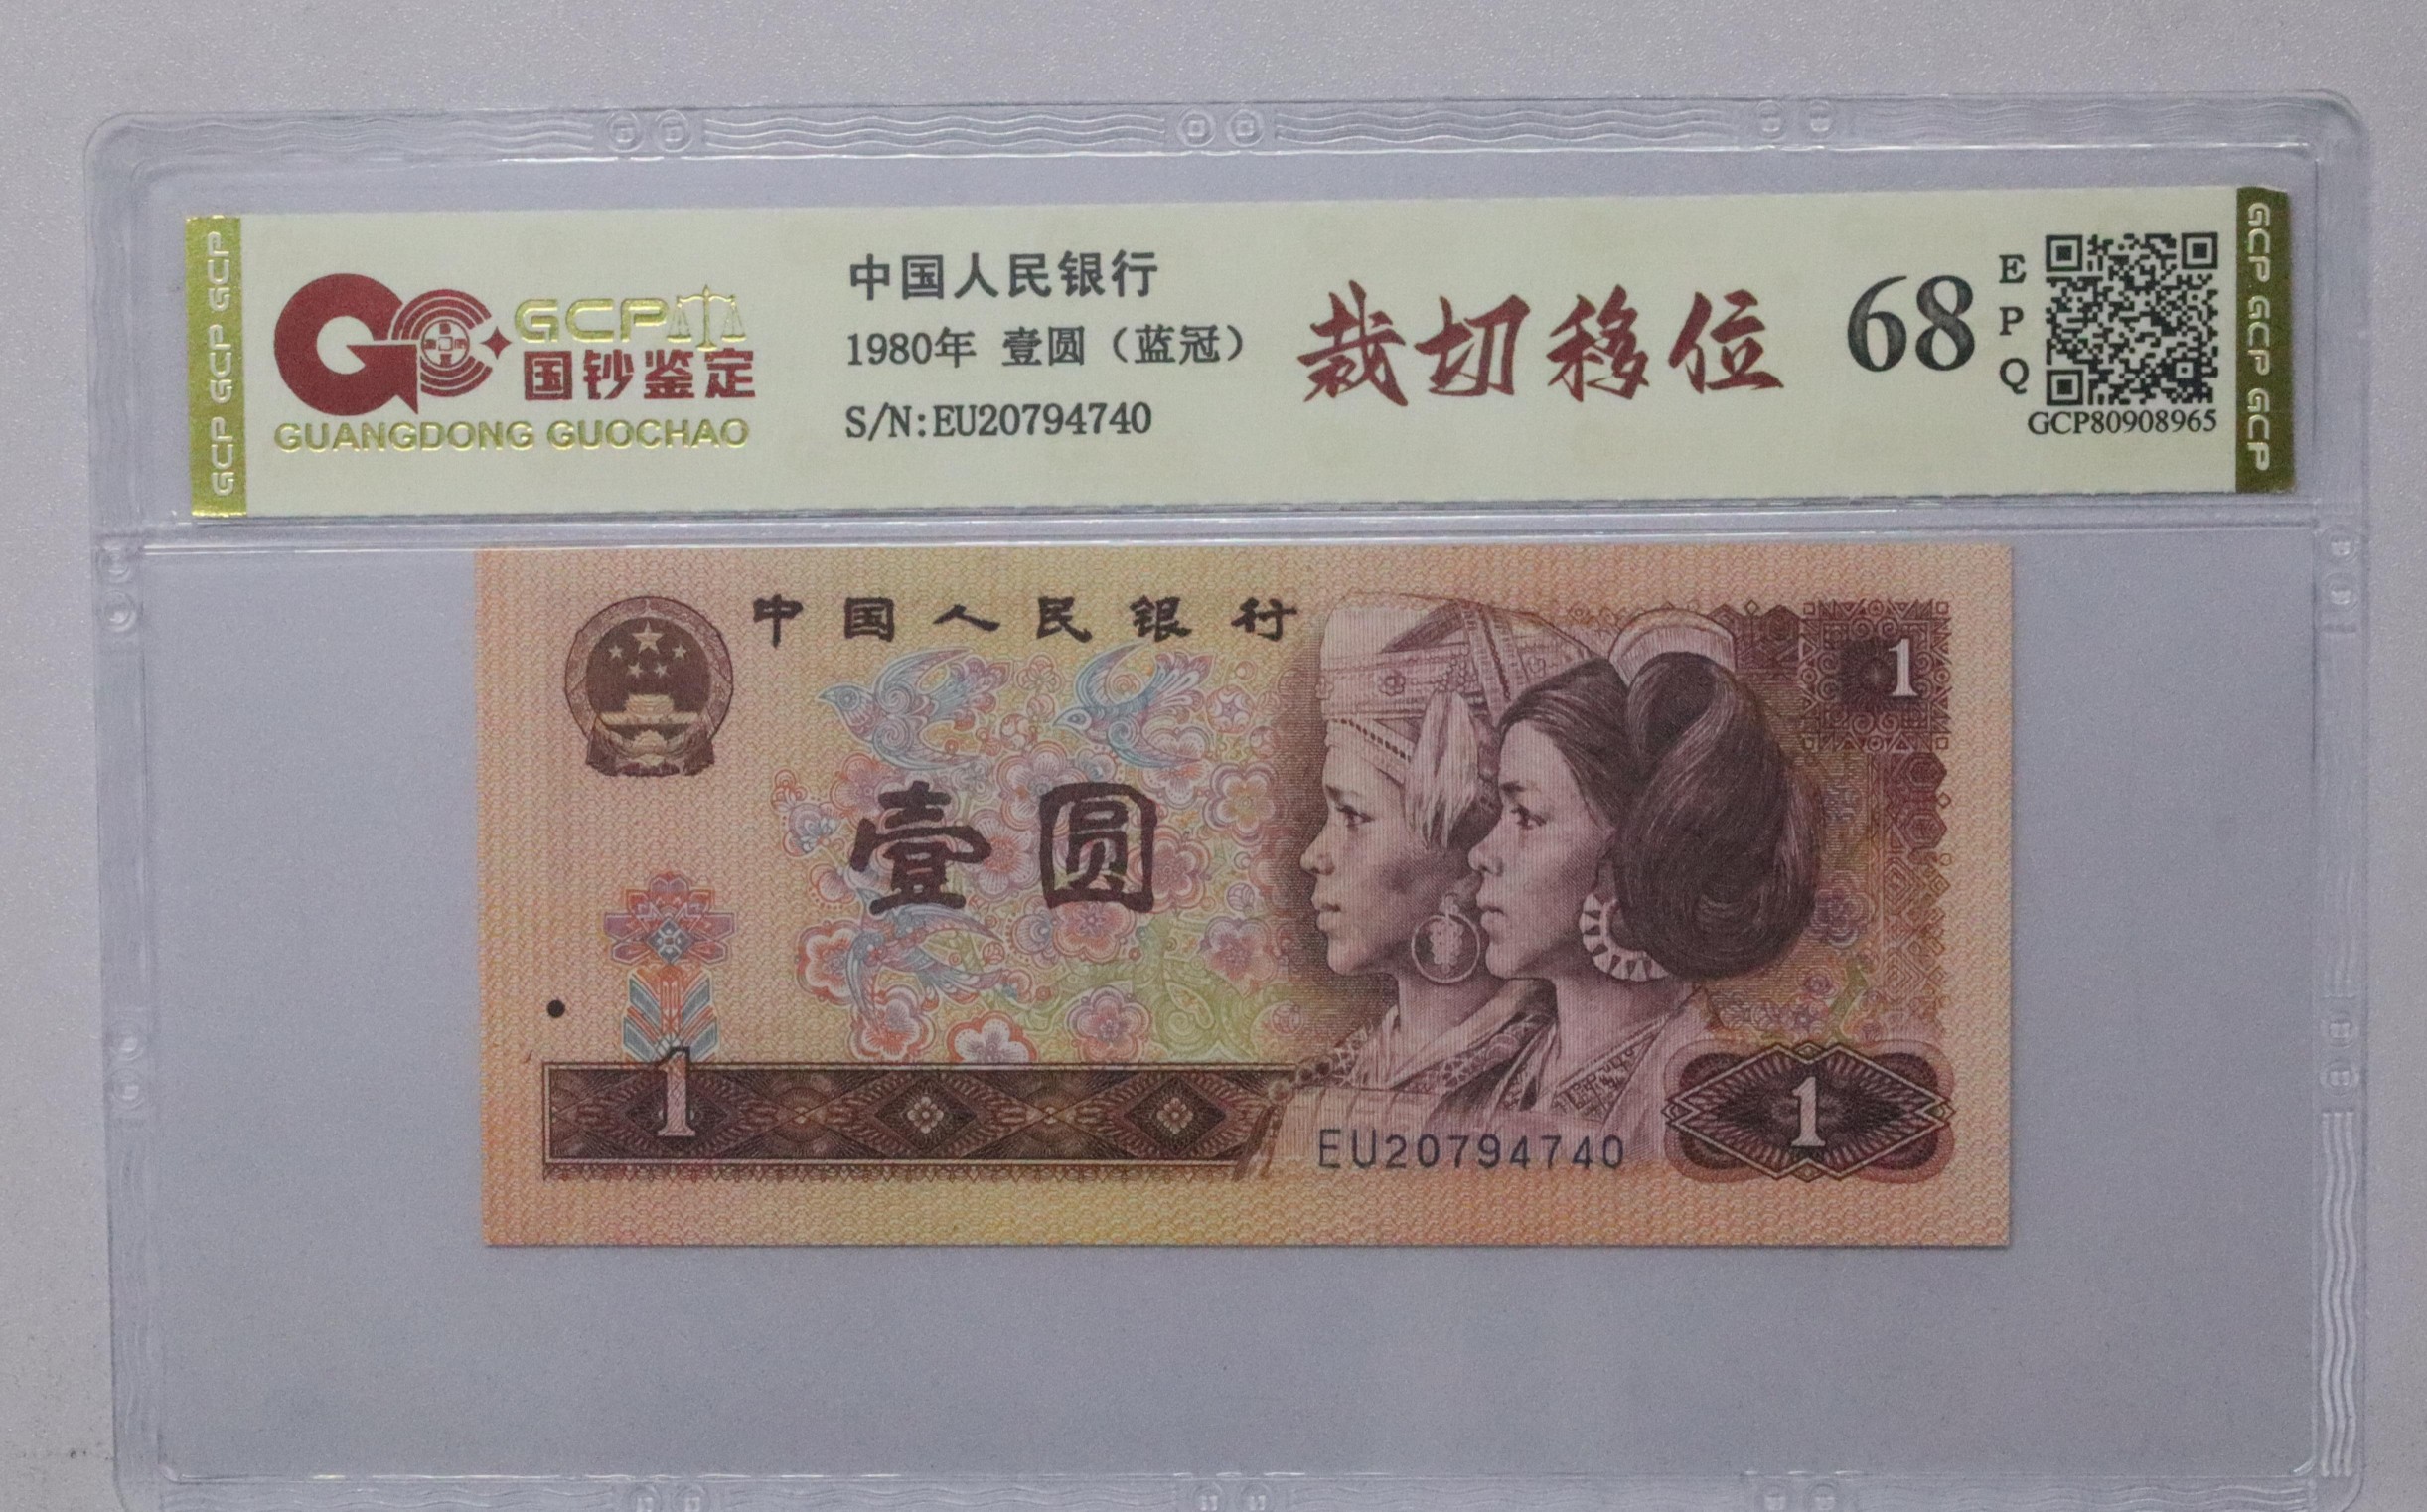 GCP GCP GCP
GCP
国钞鉴定
GUANGDONG GUOCHAO
中国人民银行
1980年 壹圆（蓝冠）
S/N:EU20794740
裁切移位
68
E
P
Q
GCP80908965
GCP GCP GCP
中国人民银行
1
壹圆
1
EU20794740
1